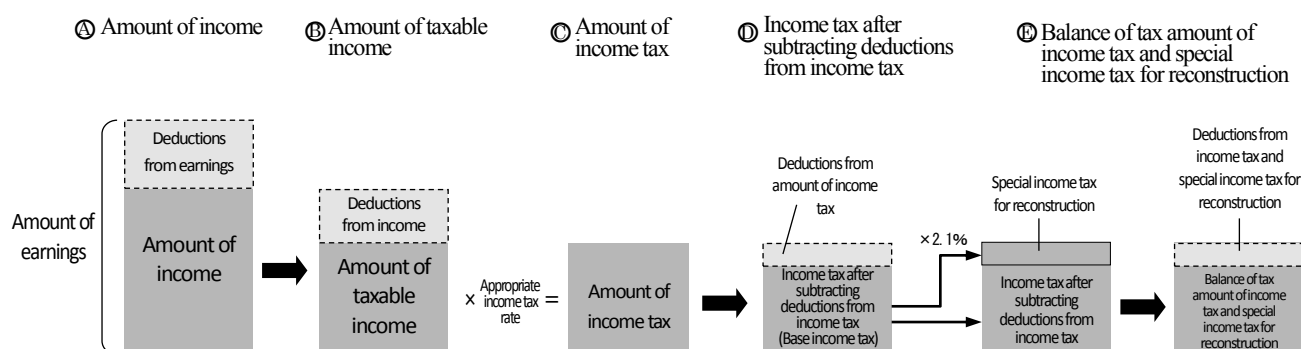 Ⓐ Amount of income
Ⓑ Amount of taxable
income
Ⓒ Amount of
income tax
Ⓓ Income tax after
subtracting deductions
from income tax
Ⓔ Balance of tax amount of
income tax and special
income tax for reconstruction
Amount of
earnings
Deductions
from earnings
Amount of
income
Deductions
from income
Amount of
taxable
income
× Appropriate
income tax
rate
=
Amount of
income tax
Deductions from
amount of income
tax
Income tax after
subtracting
deductions from
income tax
(Base income tax)
×2.1%
Special income tax
for reconstruction
Income tax after
subtracting
deductions from
income tax
Deductions from
income tax and
special income tax for
reconstruction
Balance of tax
amount of income
tax and special
income tax for
reconstruction